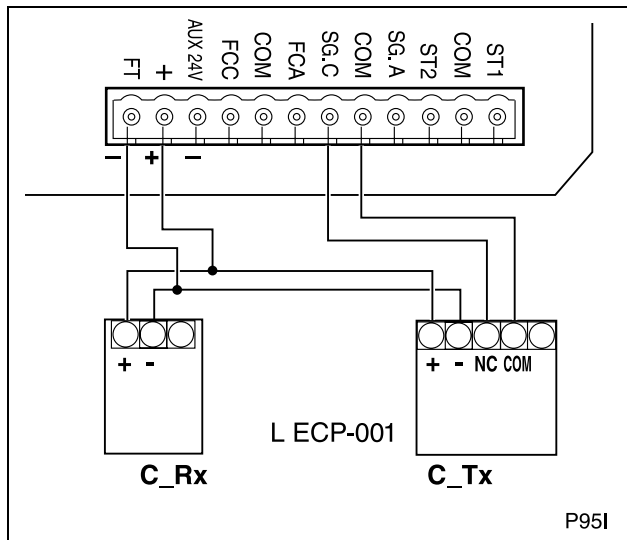 FT + AUX 24V FCC COM FCA SG.C COM SG.A ST2 COM ST1
− + −
+ - + - NC COM
L ECP-001
C_Rx C_Tx
P95I